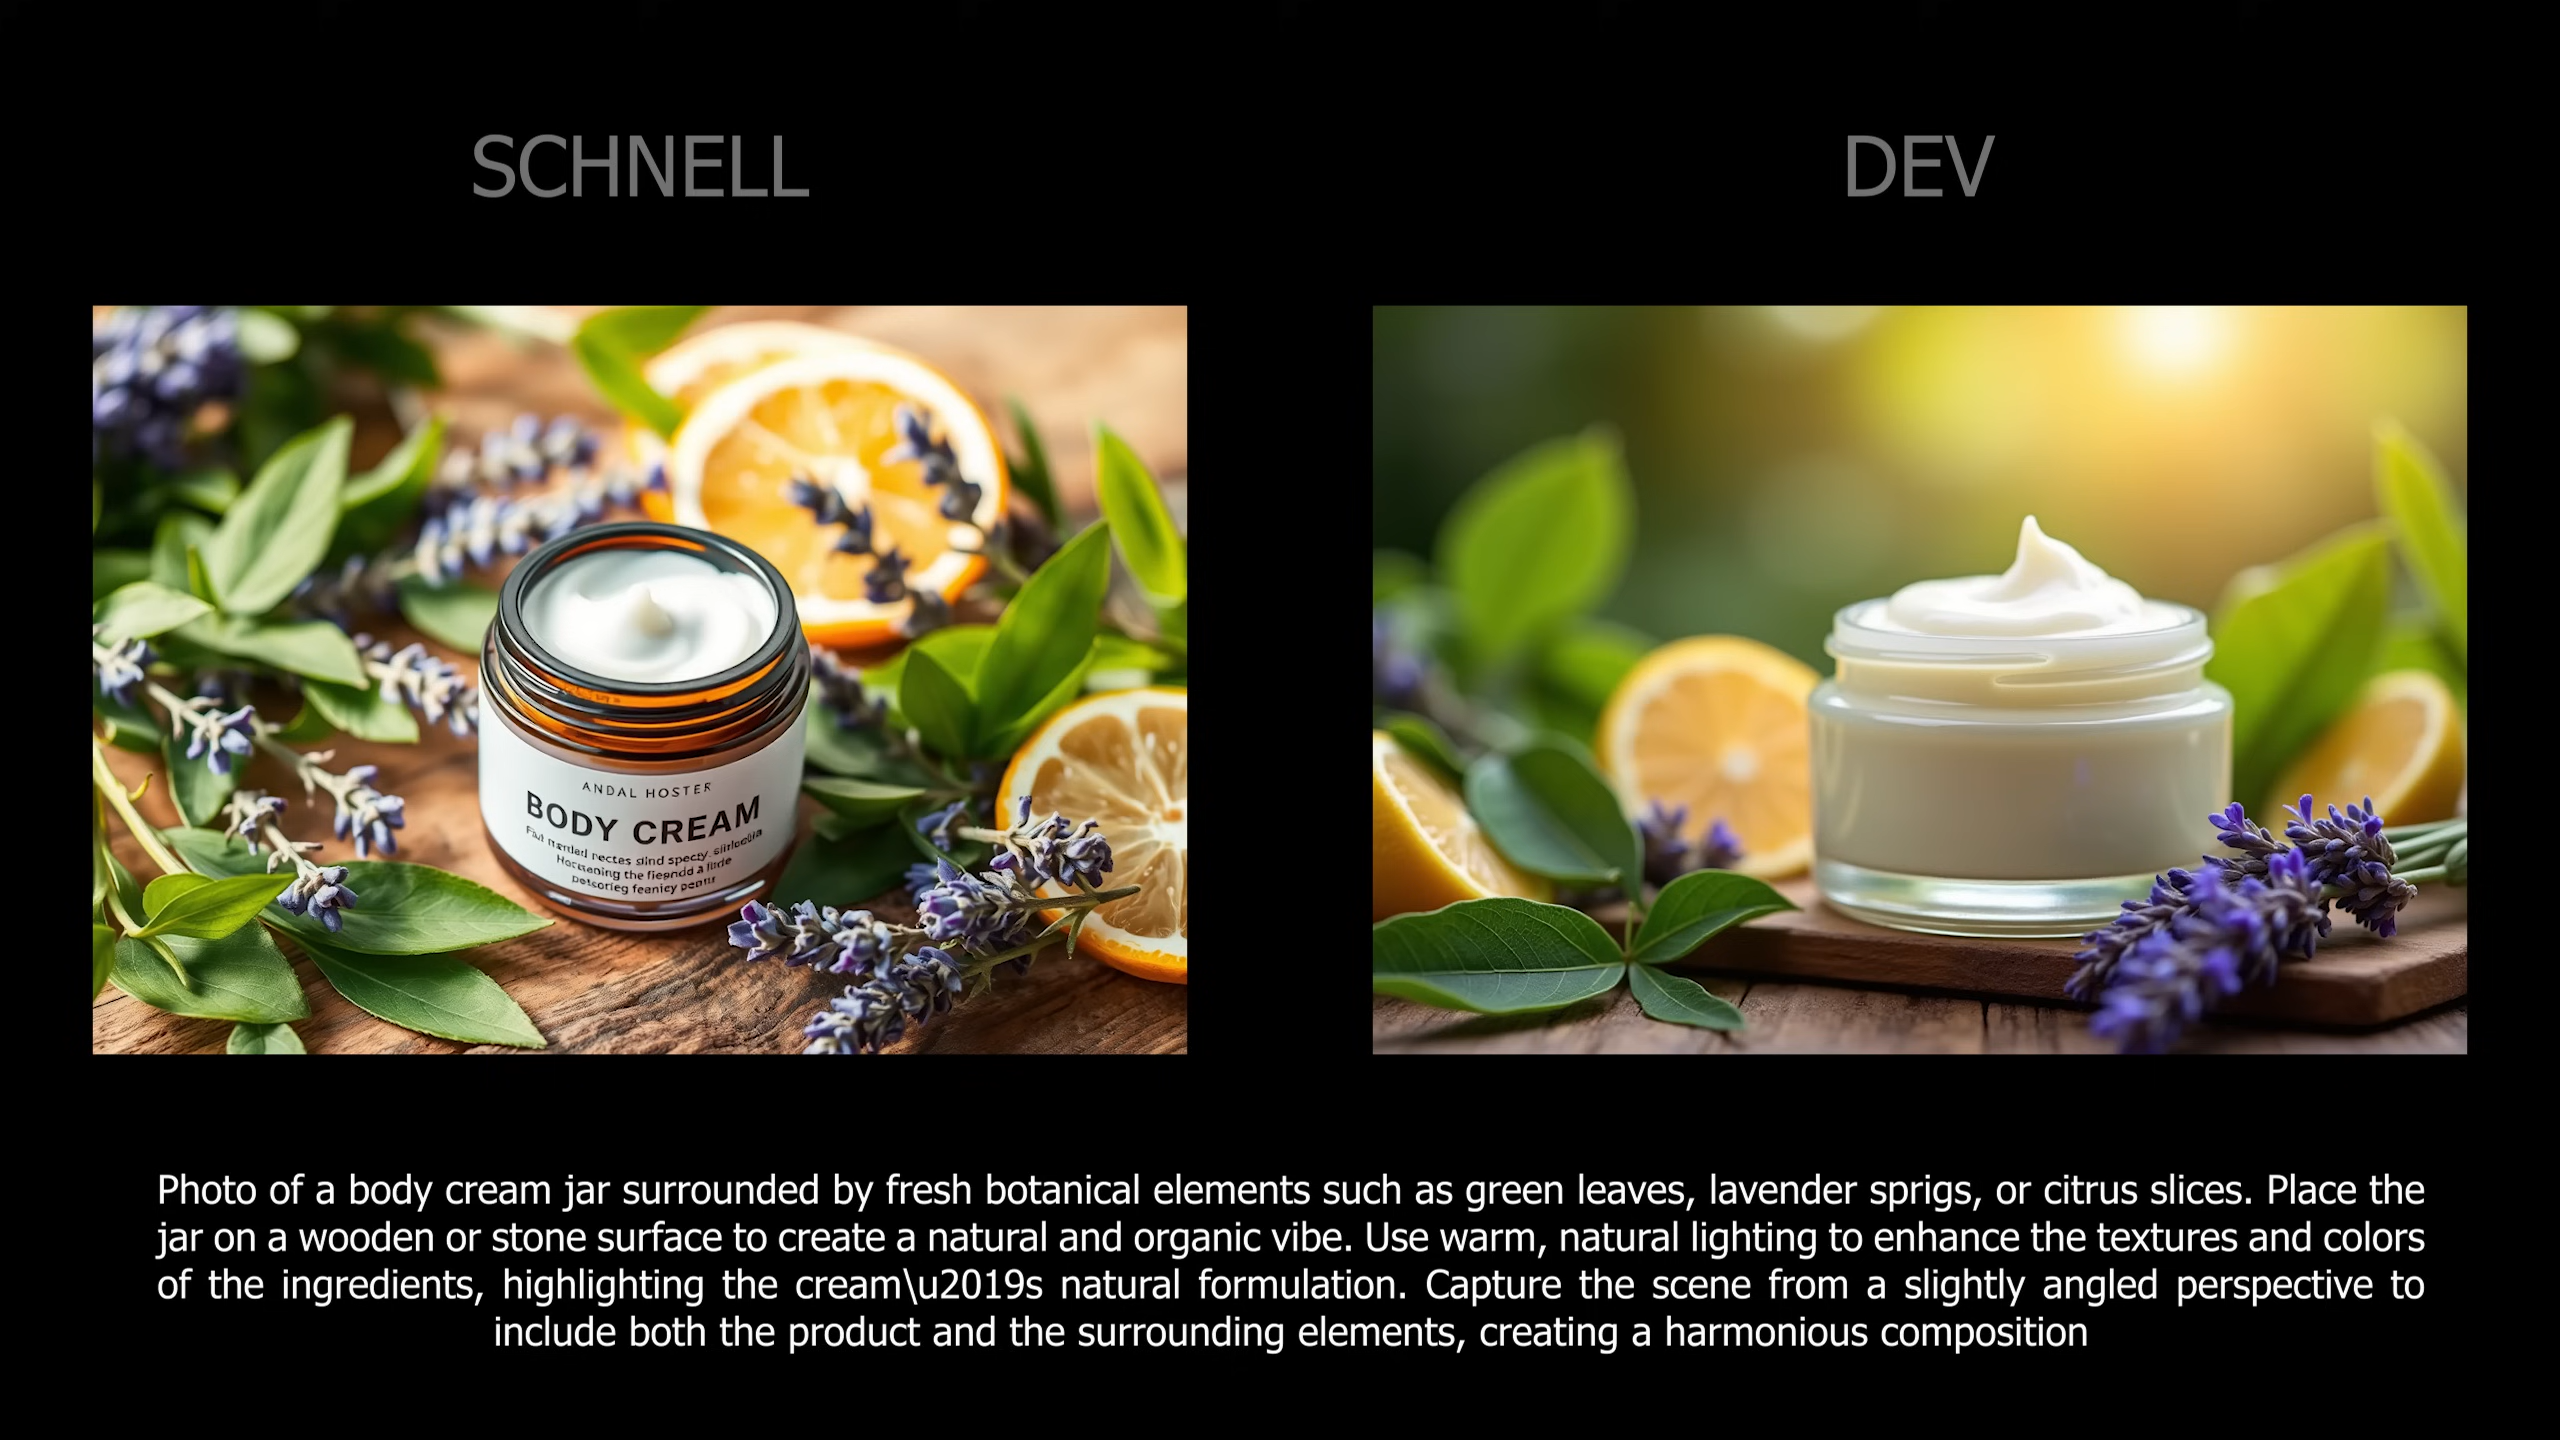 SCHNELL
DEV
ANDAL HOSTER
BODY CREAM
Photo of a body cream jar surrounded by fresh botanical elements such as green leaves, lavender sprigs, or citrus slices. Place the
jar on a wooden or stone surface to create a natural and organic vibe. Use warm, natural lighting to enhance the textures and colors
of the ingredients, highlighting the cream\u2019s natural formulation. Capture the scene from a slightly angled perspective to
include both the product and the surrounding elements, creating a harmonious composition